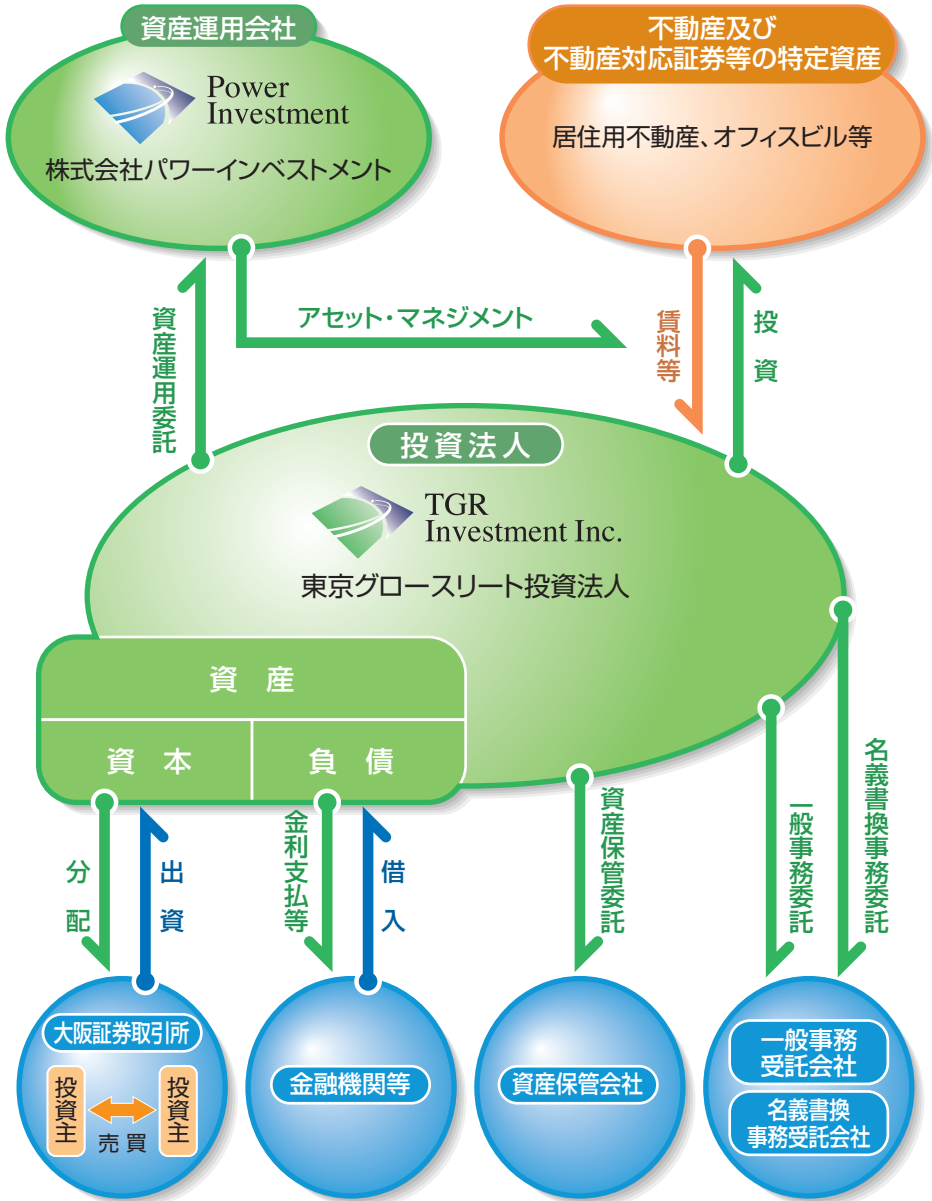 資産運用会社
Power
Investment
株式会社パワーインベストメント
不動産及び
不動産対応証券等の特定資産
居住用不動産、オフィスビル等
資産運用委託
アセット・マネジメント
賃料等
投資
投資法人
TGR
Investment Inc.
東京グロースリート投資法人
資産
資本
負債
分配
出資
金利支払等
借入
資産保管委託
一般事務委託
名義書換事務委託
大阪証券取引所
投資主
売買
投資主
金融機関等
資産保管会社
一般事務
受託会社
名義書換
事務受託会社